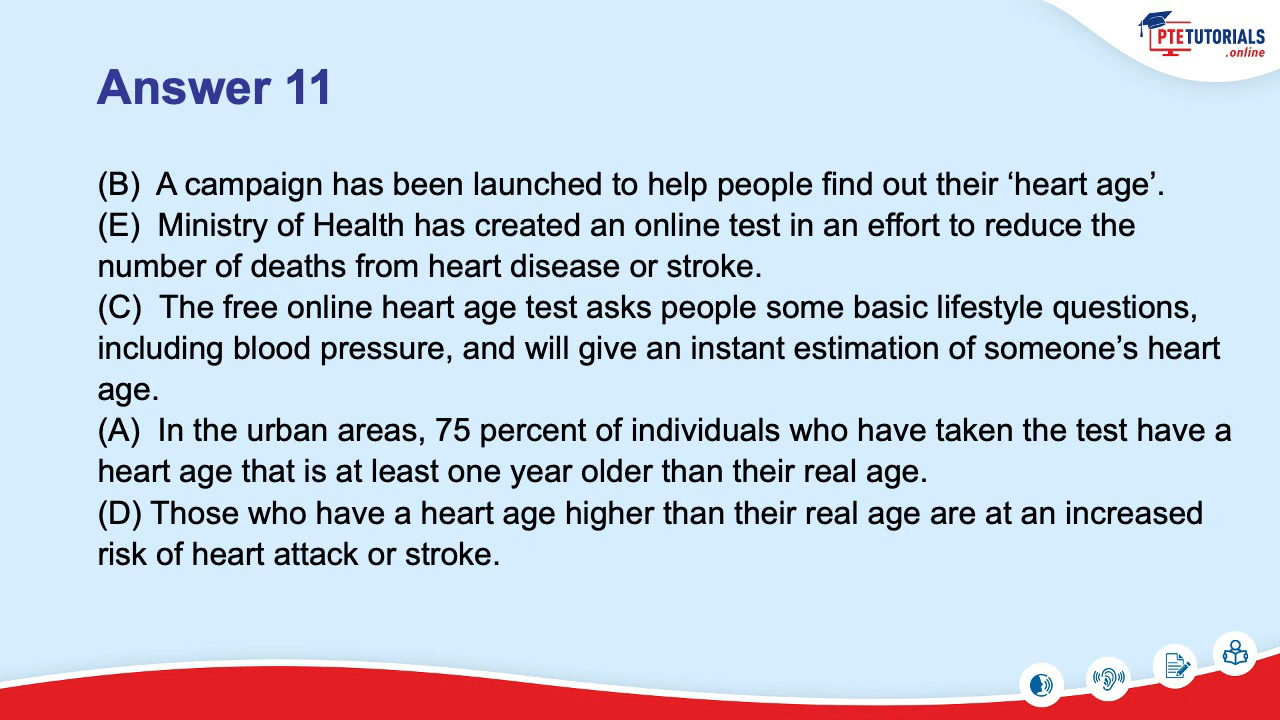 PTETUTORIALS
.online
Answer 11
(B)  A campaign has been launched to help people find out their ‘heart age’.
(E)  Ministry of Health has created an online test in an effort to reduce the
number of deaths from heart disease or stroke.
(C)  The free online heart age test asks people some basic lifestyle questions,
including blood pressure, and will give an instant estimation of someone’s heart
age.
(A)  In the urban areas, 75 percent of individuals who have taken the test have a
heart age that is at least one year older than their real age.
(D) Those who have a heart age higher than their real age are at an increased
risk of heart attack or stroke.